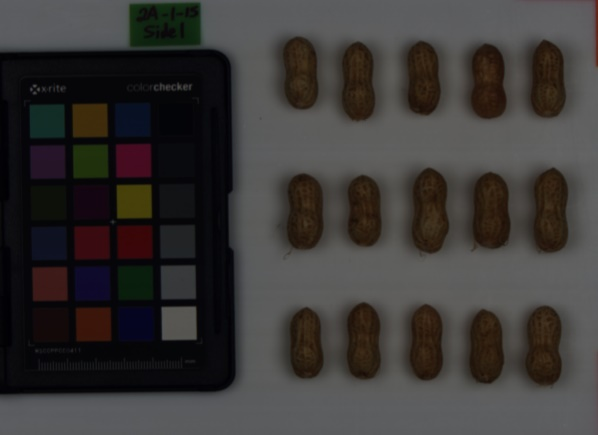 2A-1-15
Side 1
x-rite
colorchecker